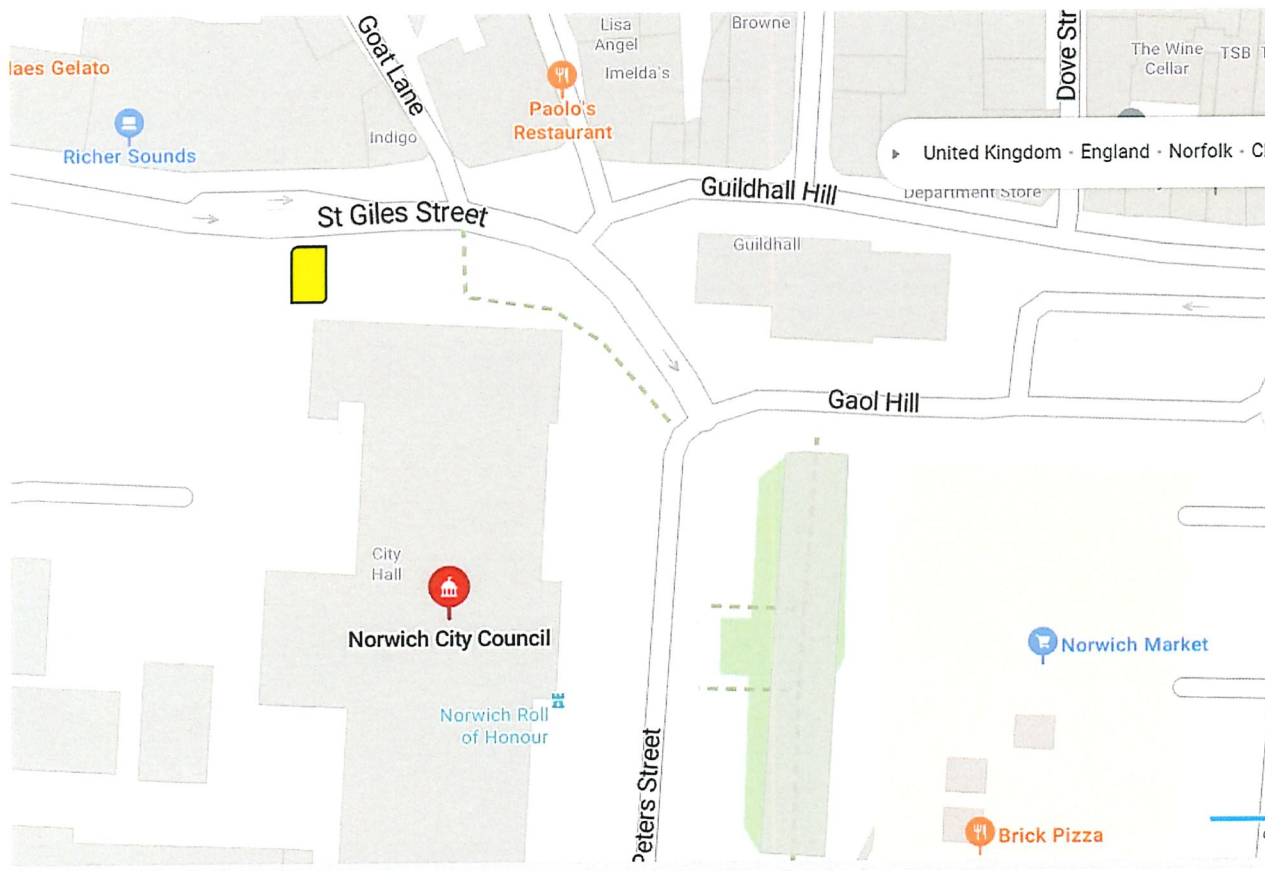 Goat Lane
Lisa
Angel
Imelda's
Browne
Dove Str
The Wine
Cellar
TSB
laes Gelato
Paolo's
Restaurant
Indigo
Richer Sounds
United Kingdom - England - Norfolk -
Guildhall Hill
Department Store
St Giles Street
Guildhall
Gaol Hill
City
Hall
Norwich City Council
Norwich Market
Norwich Roll
of Honour
Peters Street
Brick Pizza